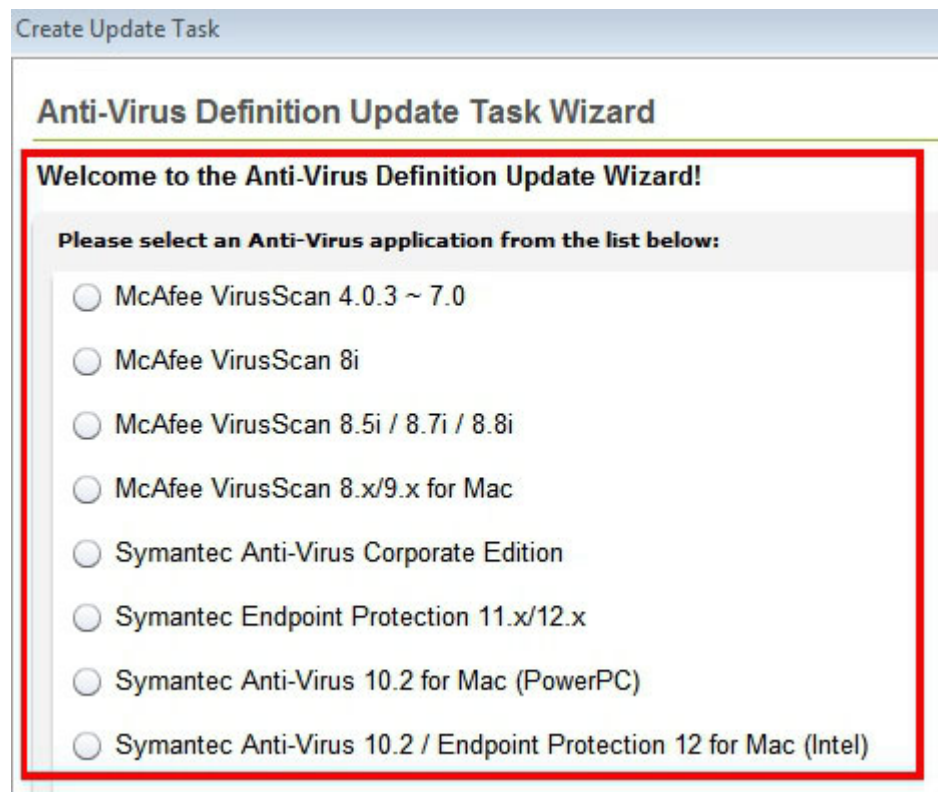 Create Update Task
Anti-Virus Definition Update Task Wizard
Welcome to the Anti-Virus Definition Update Wizard!
Please select an Anti-Virus application from the list below:
McAfee VirusScan 4.0.3 ~ 7.0
McAfee VirusScan 8i
McAfee VirusScan 8.5i / 8.7i / 8.8i
McAfee VirusScan 8.x/9.x for Mac
Symantec Anti-Virus Corporate Edition
Symantec Endpoint Protection 11.x/12.x
Symantec Anti-Virus 10.2 for Mac (PowerPC)
Symantec Anti-Virus 10.2 / Endpoint Protection 12 for Mac (Intel)